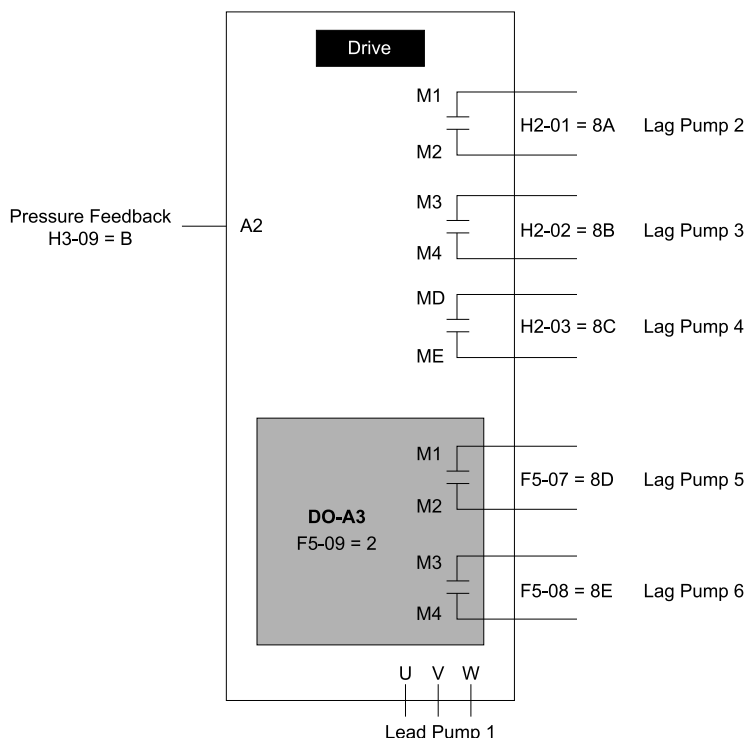 Drive
M1
H2-01 = 8A Lag Pump 2
M2
M3
Pressure Feedback
H3-09 = B
A2
H2-02 = 8B Lag Pump 3
M4
MD
H2-03 = 8C Lag Pump 4
ME
M1
F5-07 = 8D Lag Pump 5
M2
DO-A3
F5-09 = 2
M3
F5-08 = 8E Lag Pump 6
M4
U V W
Lead Pump 1